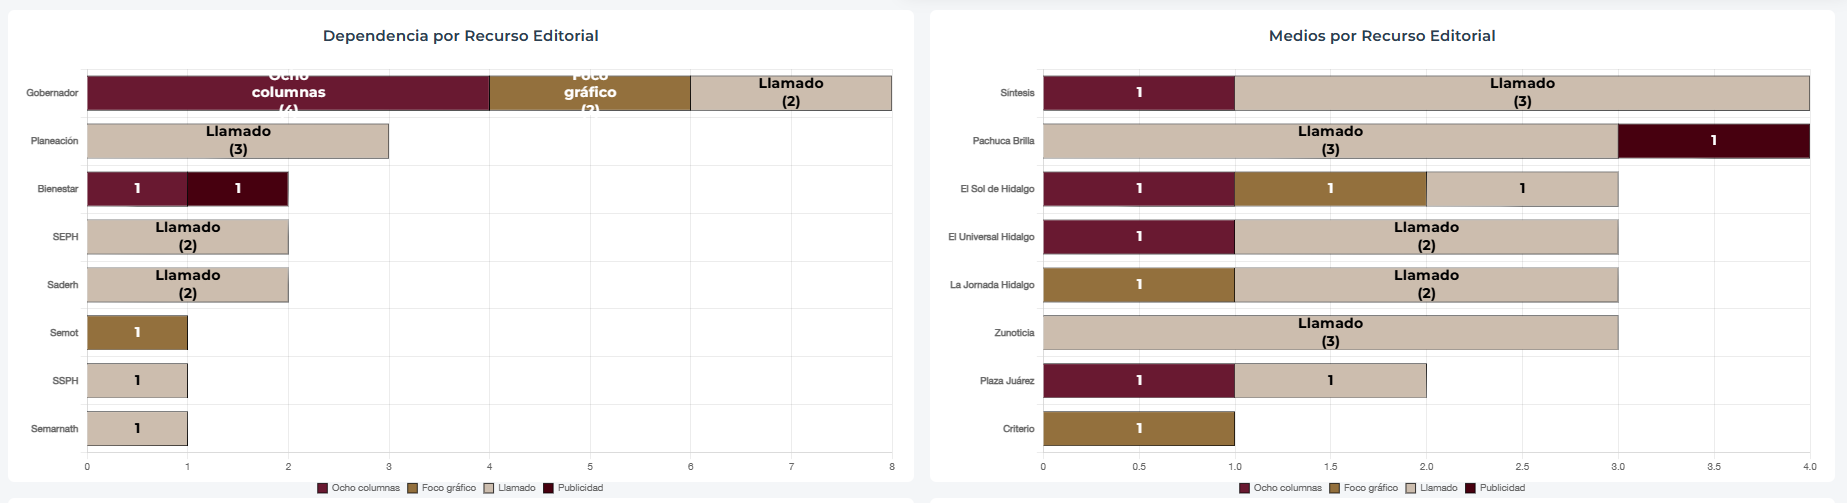 Dependencia por Recurso Editorial
Gobernador
Ocho
columnas
(4)
Foco
gráfico
(2)
Llamado
(2)
Planeación
Llamado
(3)
Bienestar
1
1
SEPH
Llamado
(2)
Saderh
Llamado
(2)
Semot
1
SSPH
1
Semarnath
1
0 1 2 3 4 5 6 7 8
Ocho columnas Foco gráfico Llamado Publicidad
Medios por Recurso Editorial
Síntesis
1
Llamado
(3)
Pachuca Brilla
Llamado
(3)
1
El Sol de Hidalgo
1
1
1
El Universal Hidalgo
1
Llamado
(2)
La Jornada Hidalgo
1
Llamado
(2)
Zunoticia
Llamado
(3)
Plaza Juárez
1
1
Criterio
1
0 0.5 1.0 1.5 2.0 2.5 3.0 3.5 4.0
Ocho columnas Foco gráfico Llamado Publicidad